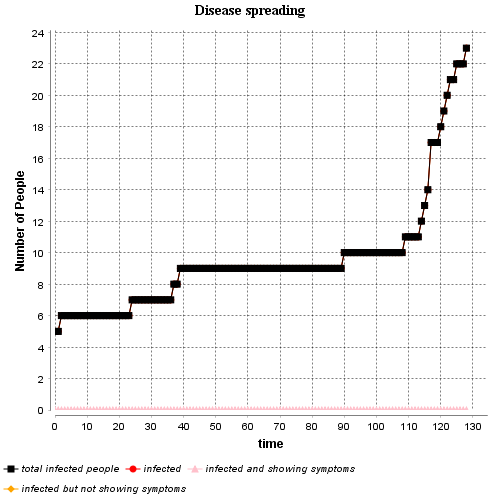 Disease spreading
24
22
20
18
16
14
12
10
8
6
4
2
0
Number of People
0 10 20 30 40 50 60 70 80 90 100 110 120 130
time
total infected people infected infected and showing symptoms
infected but not showing symptoms